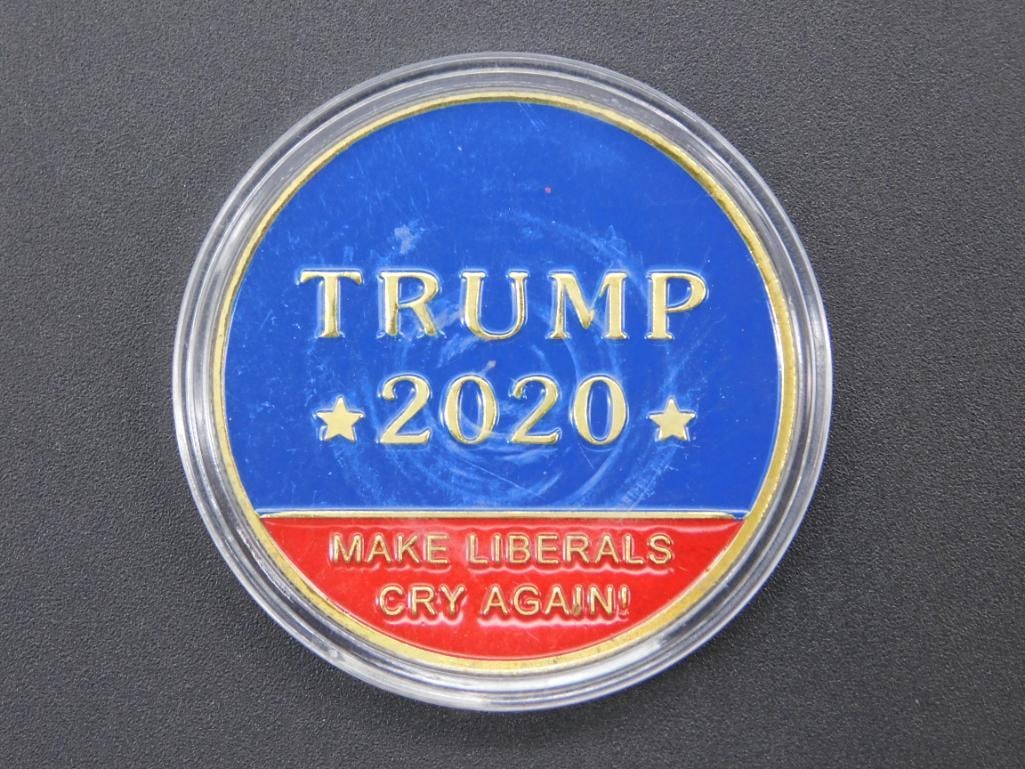 TRUMP
★2020★
MAKE LIBERALS
CRY AGAIN!